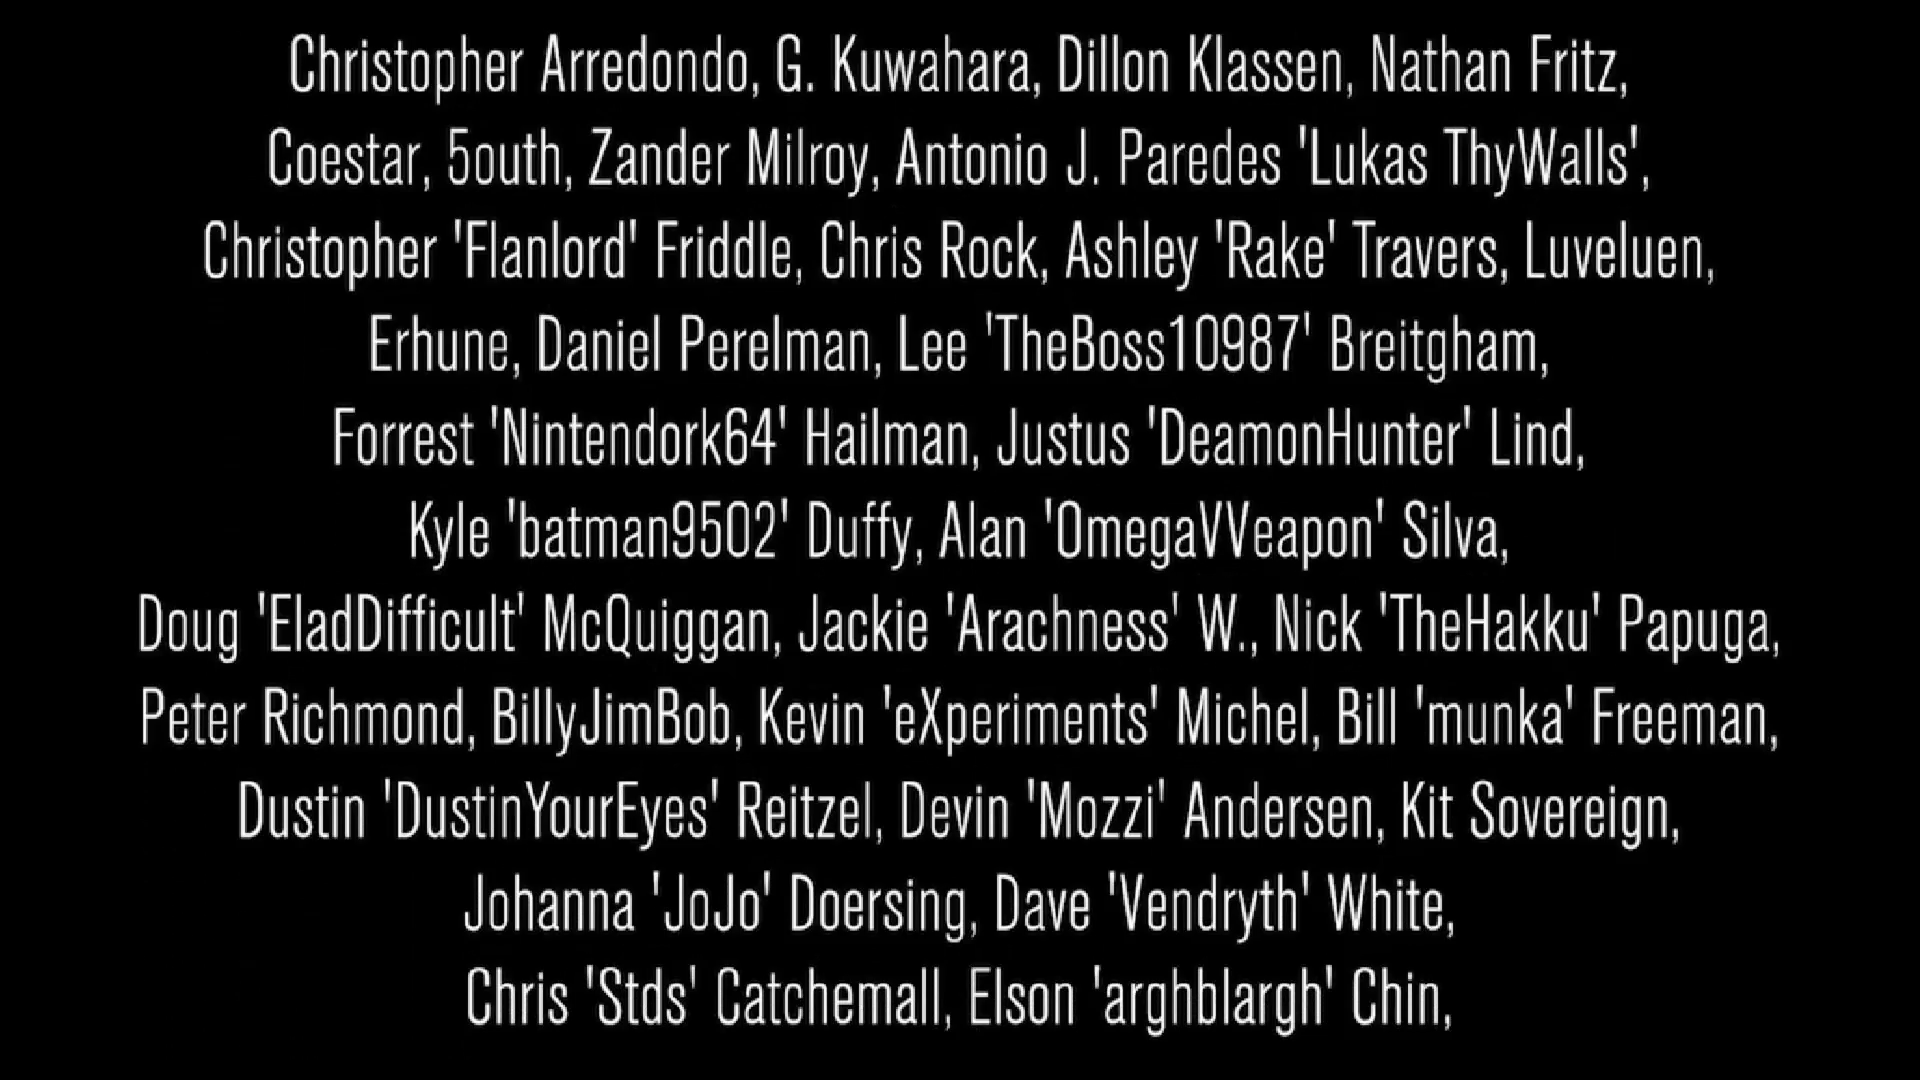 Christopher Arredondo, G. Kuwahara, Dillon Klassen, Nathan Fritz,
Coestar, 5outh, Zander Milroy, Antonio J. Paredes 'Lukas ThyWalls',
Christopher 'Flanlord' Friddle, Chris Rock, Ashley 'Rake' Travers, Luveluen,
Erhune, Daniel Perelman, Lee 'TheBoss10987' Breitgham,
Forrest 'Nintendork64' Hailman, Justus 'DeamonHunter' Lind,
Kyle 'batman9502' Duffy, Alan 'OmegaVVeapon' Silva,
Doug 'EladDifficult' McQuiggan, Jackie 'Arachness' W., Nick 'TheHakku' Papuga,
Peter Richmond, BillyJimBob, Kevin 'eXperiments' Michel, Bill 'munka' Freeman,
Dustin 'DustinYourEyes' Reitzel, Devin 'Mozzi' Andersen, Kit Sovereign,
Johanna 'JoJo' Doersing, Dave 'Vendryth' White,
Chris 'Stds' Catchemall, Elson 'arghblargh' Chin,